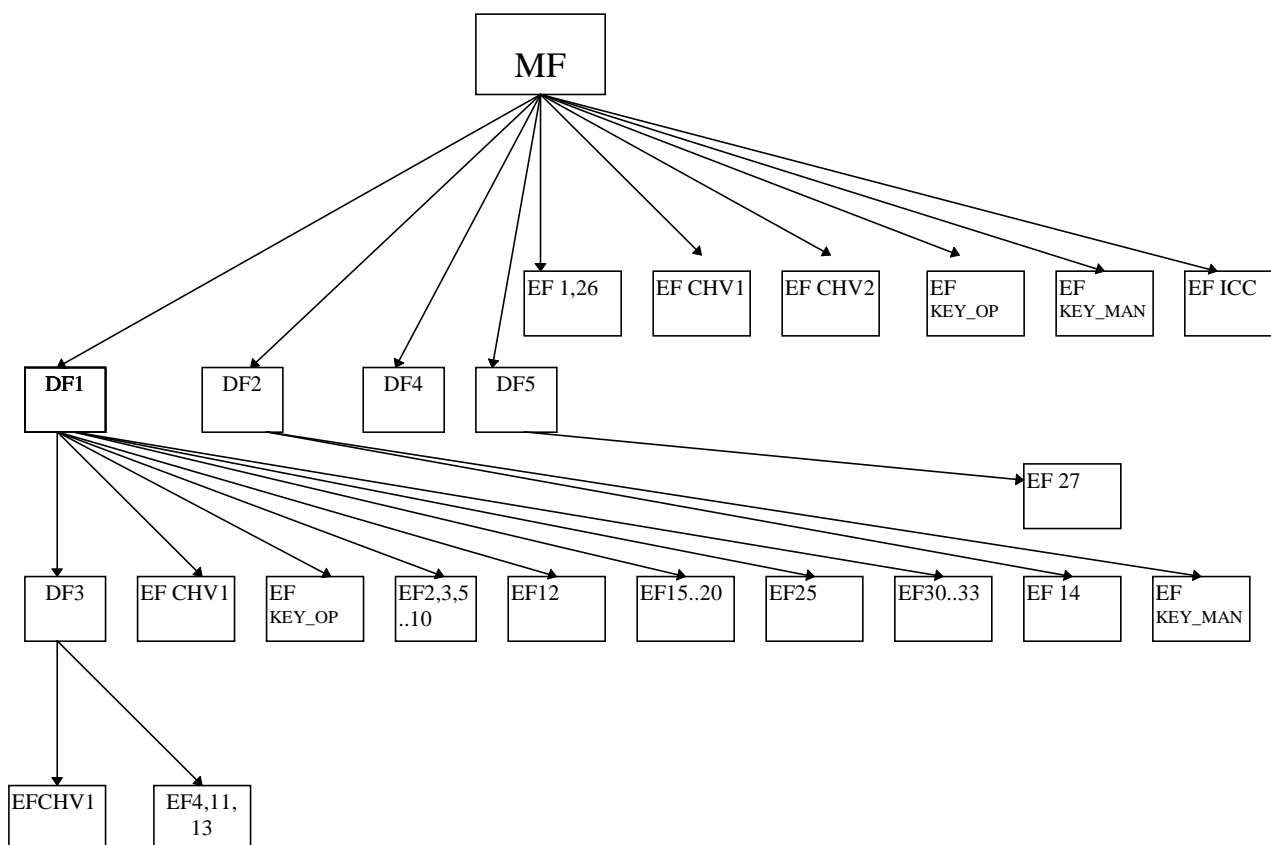 MF
EF 1,26
EF CHV1
EF CHV2
EF
KEY_OP
EF
KEY_MAN
EF ICC
DF1
DF2
DF4
DF5
EF 27
DF3
EF CHV1
EF
KEY_OP
EF2,3,5
..10
EF12
EF15..20
EF25
EF30..33
EF 14
EF
KEY_MAN
EFCHV1
EF4,11,
13